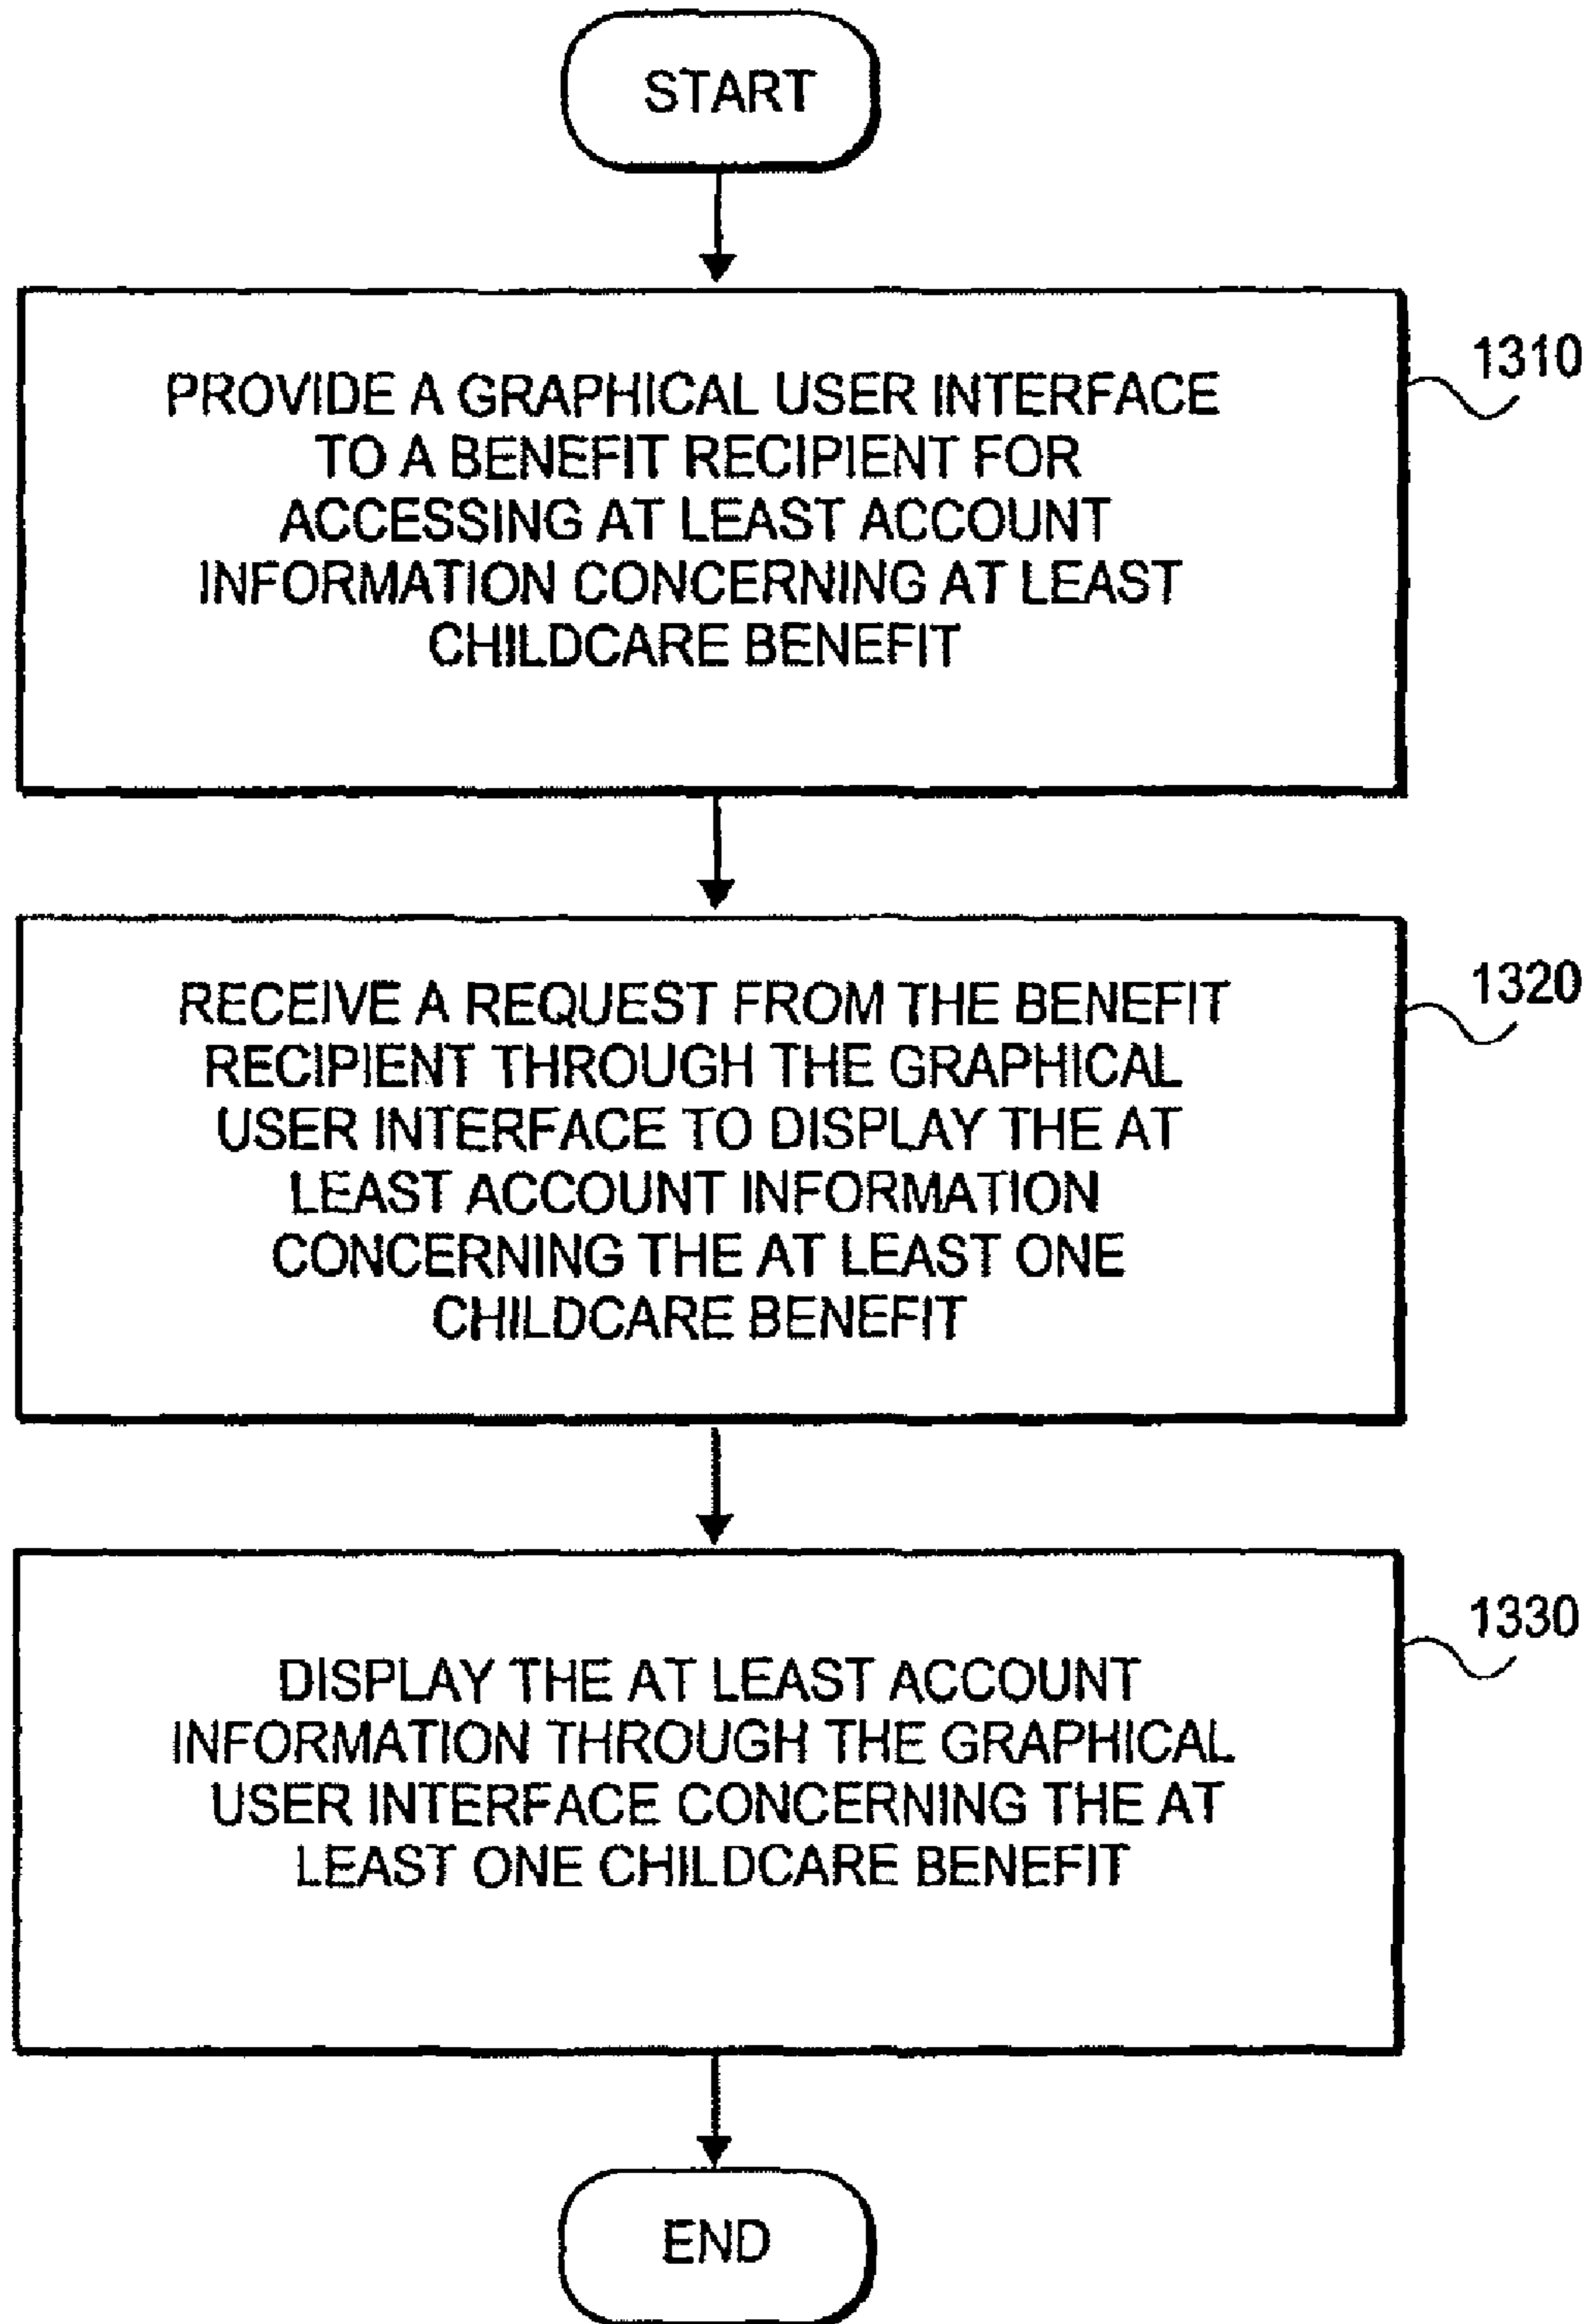 START
PROVIDE A GRAPHICAL USER INTERFACE
TO A BENEFIT RECIPIENT FOR
ACCESSING AT LEAST ACCOUNT
INFORMATION CONCERNING AT LEAST
CHILDCARE BENEFIT
1310
RECEIVE A REQUEST FROM THE BENEFIT
RECIPIENT THROUGH THE GRAPHICAL
USER INTERFACE TO DISPLAY THE AT
LEAST ACCOUNT INFORMATION
CONCERNING THE AT LEAST ONE
CHILDCARE BENEFIT
1320
DISPLAY THE AT LEAST ACCOUNT
INFORMATION THROUGH THE GRAPHICAL
USER INTERFACE CONCERNING THE AT
LEAST ONE CHILDCARE BENEFIT
1330
END